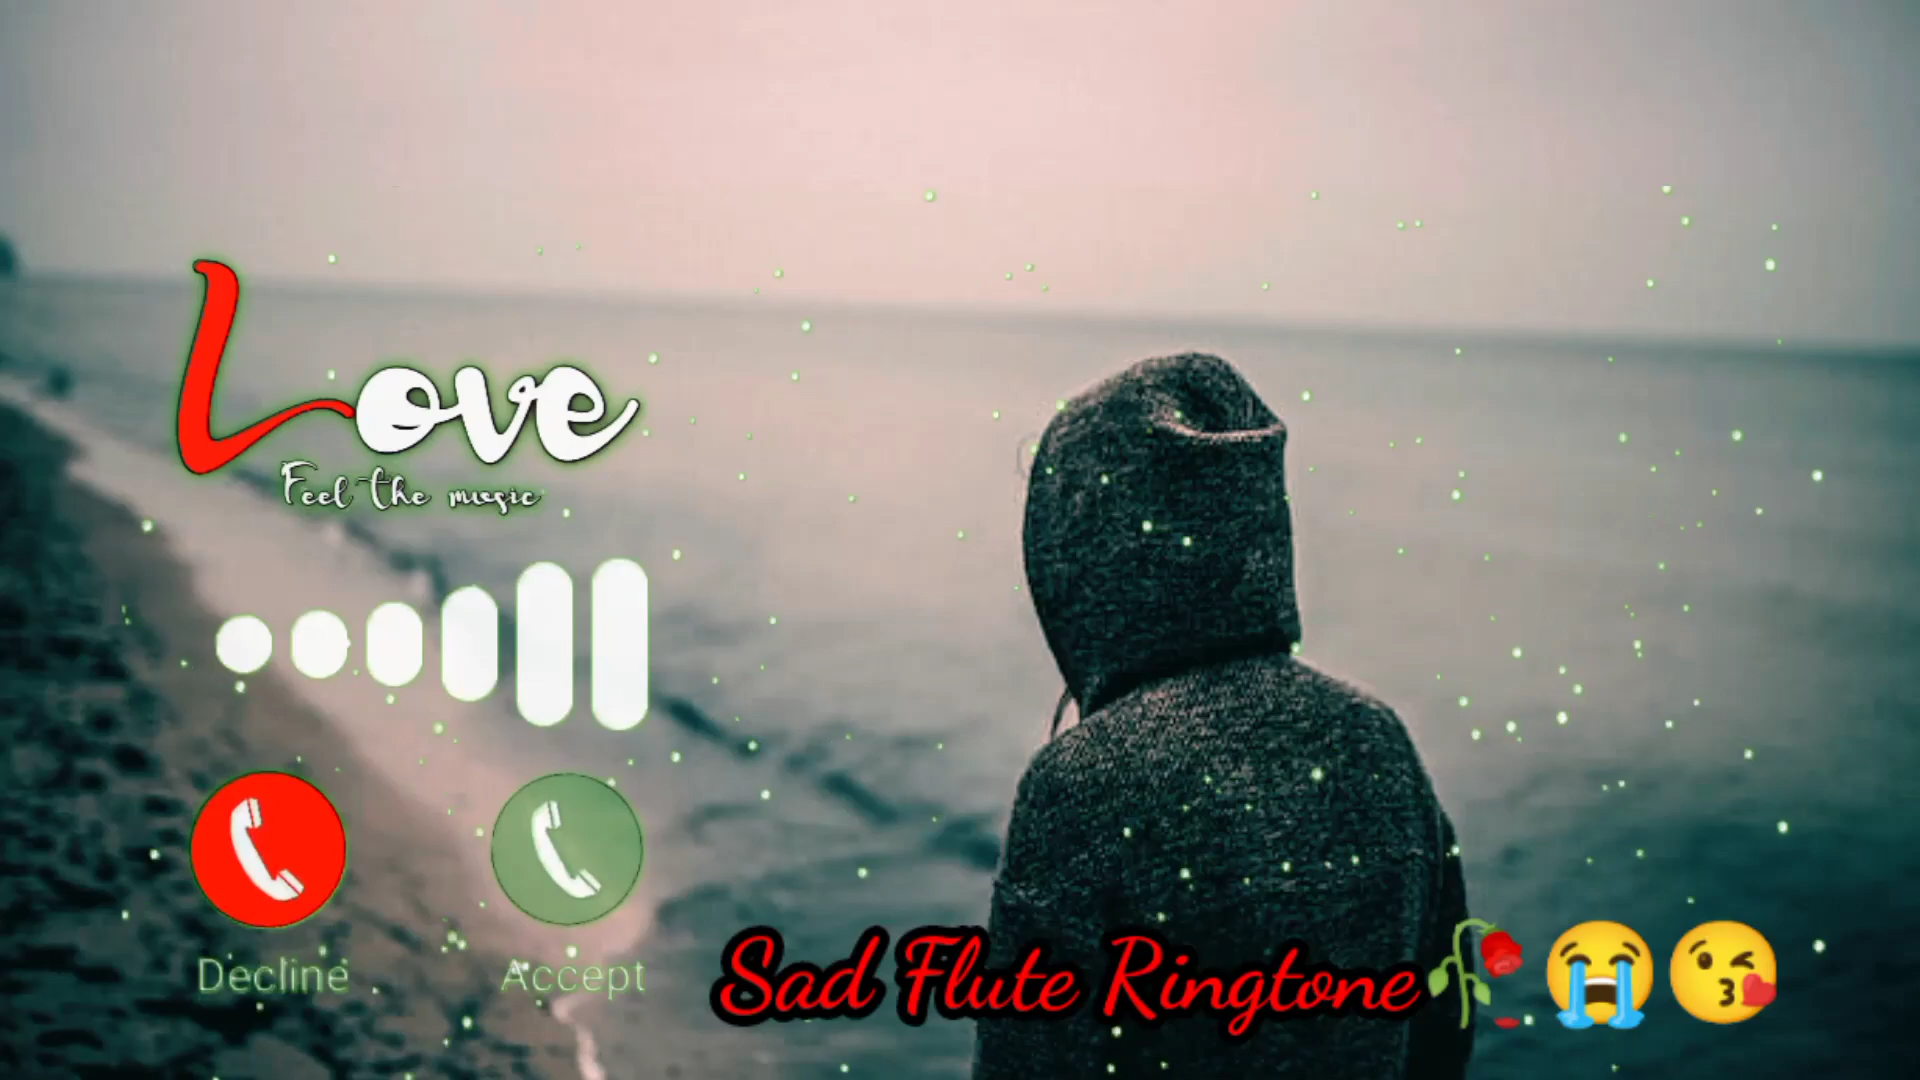 Love
Feel the music
Decline
Accept
Sad Flute Ringtone🥀😭😘